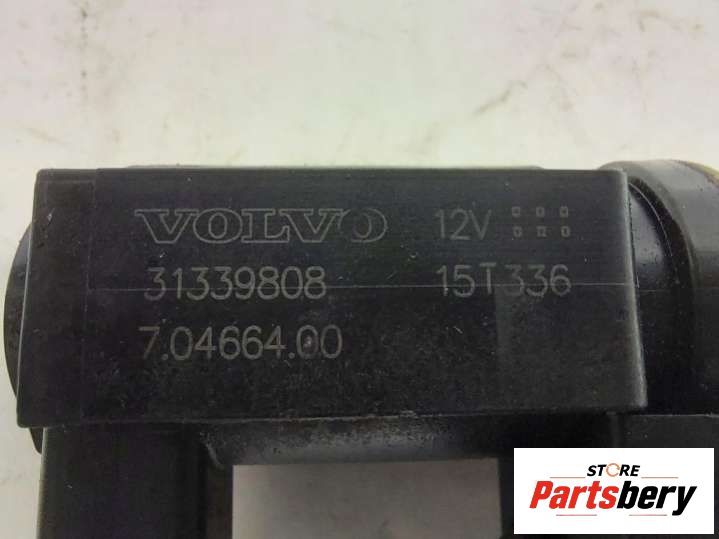 VOLVO 12V
31339808 15T336
7.04664.00
STORE
Partsbery